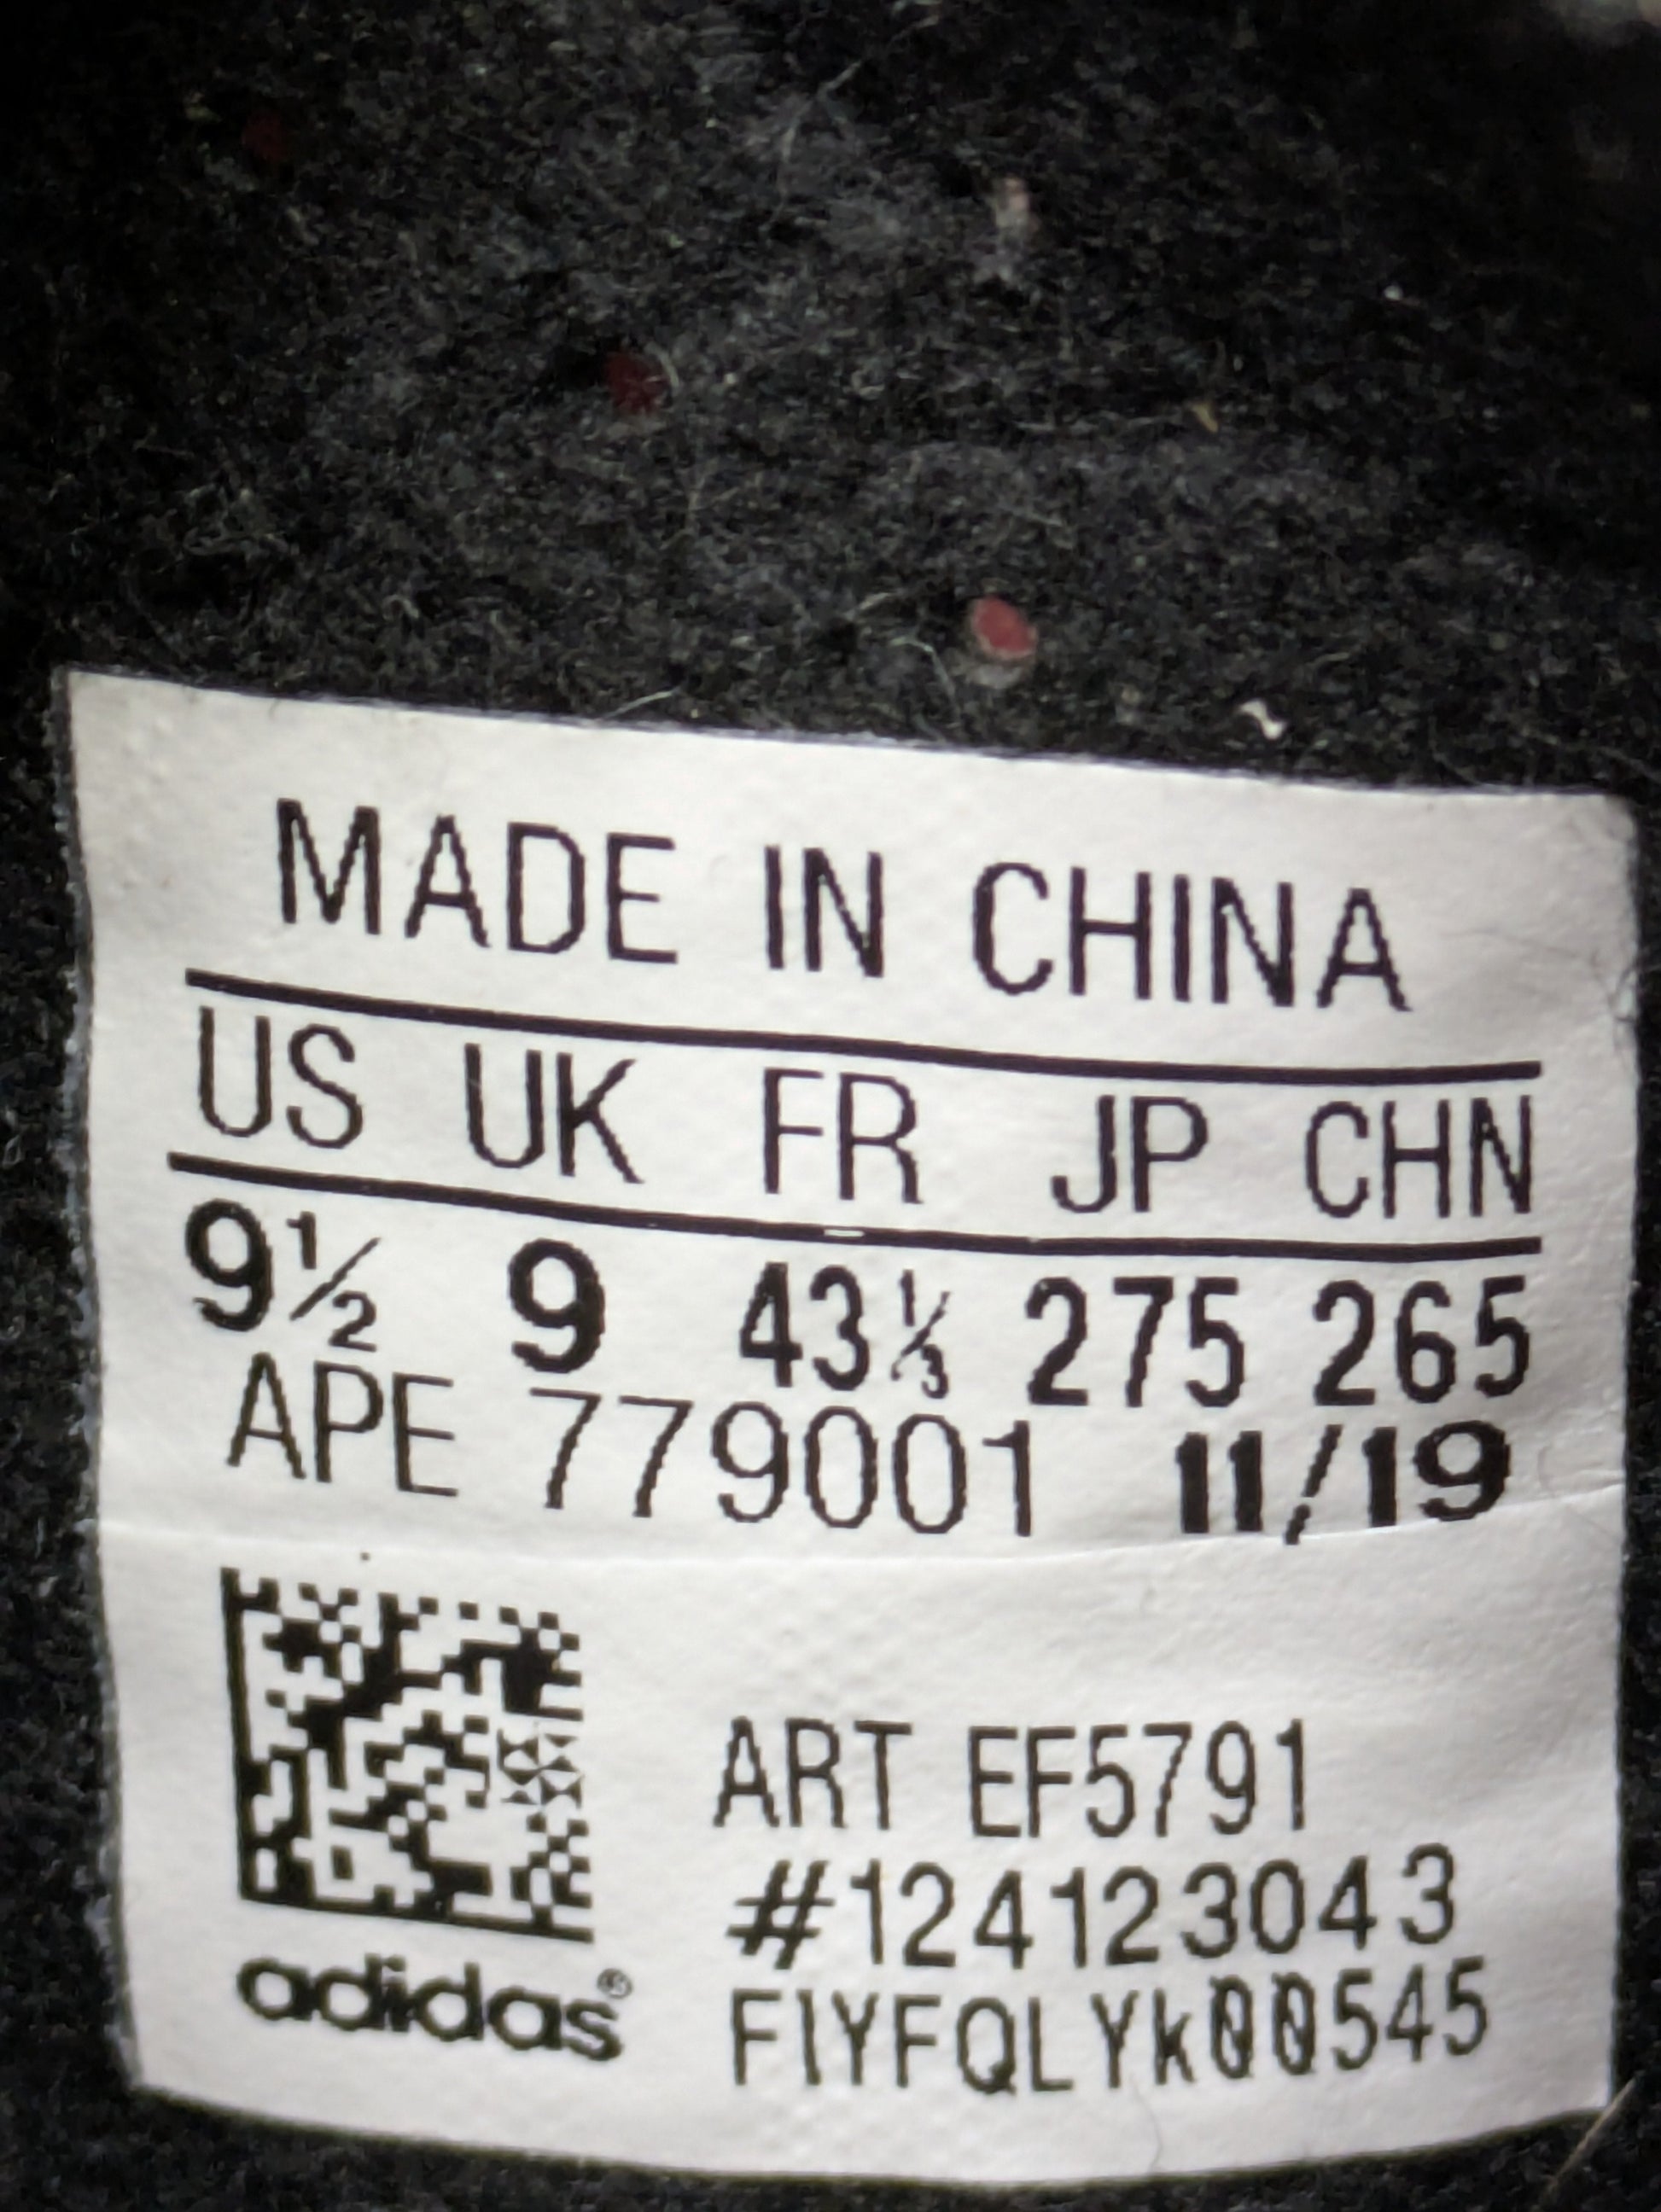 MADE IN CHINA
US UK FR JP CHN
9½ 9 43⅓ 275 265
APE 779001 11/19
ART EF5791
#124123043
adidas®
FIYFQLYk00545